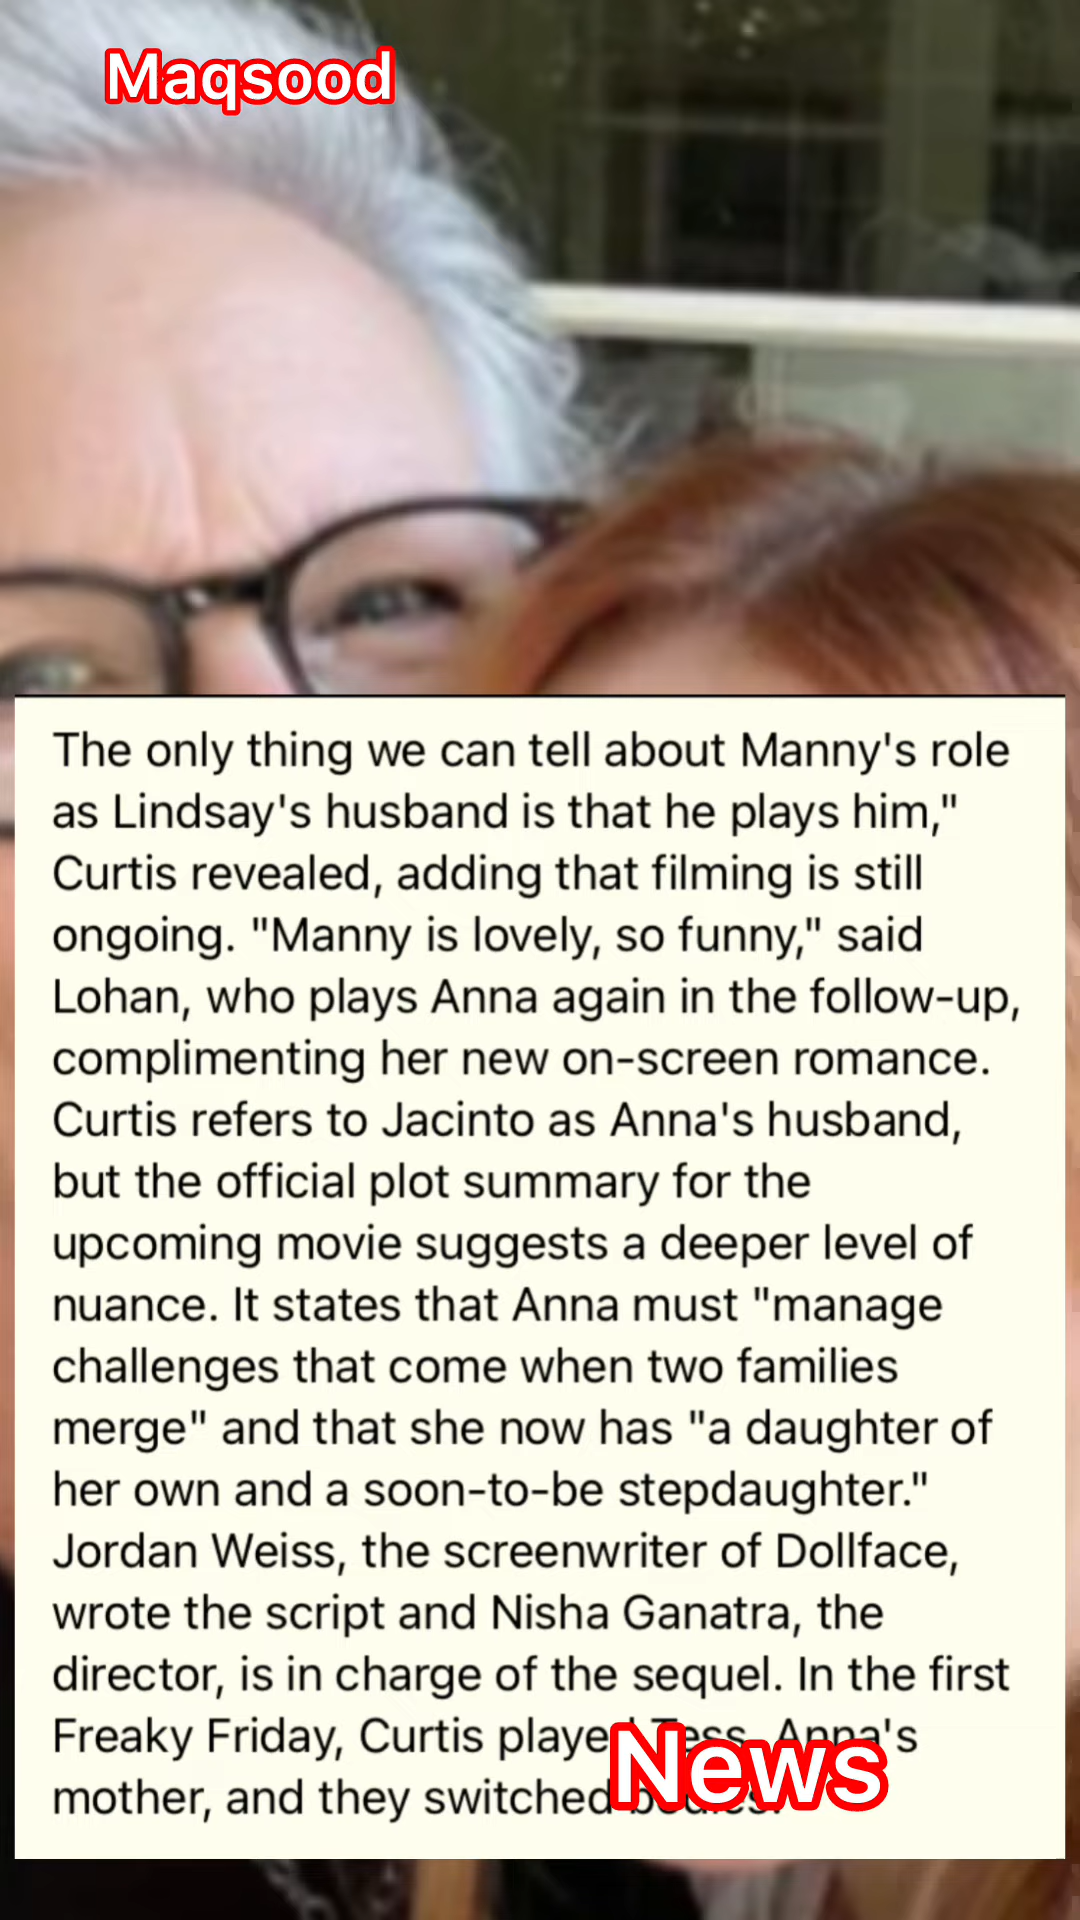 Maqsood
The only thing we can tell about Manny's role
as Lindsay's husband is that he plays him,"
Curtis revealed, adding that filming is still
ongoing. "Manny is lovely, so funny," said
Lohan, who plays Anna again in the follow-up,
complimenting her new on-screen romance.
Curtis refers to Jacinto as Anna's husband,
but the official plot summary for the
upcoming movie suggests a deeper level of
nuance. It states that Anna must "manage
challenges that come when two families
merge" and that she now has "a daughter of
her own and a soon-to-be stepdaughter."
Jordan Weiss, the screenwriter of Dollface,
wrote the script and Nisha Ganatra, the
director, is in charge of the sequel. In the first
Freaky Friday, Curtis played Tess, Anna's
mother, and they switched bodies.
News